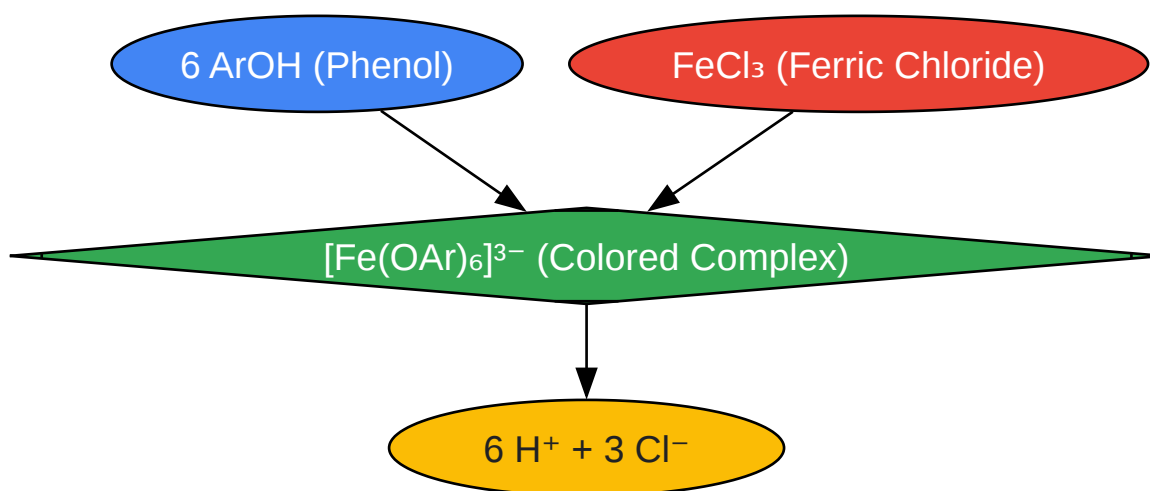 6 ArOH (Phenol)
FeCl₃ (Ferric Chloride)
[Fe(OAr)₆]³⁻ (Colored Complex)
6 H⁺ + 3 Cl⁻